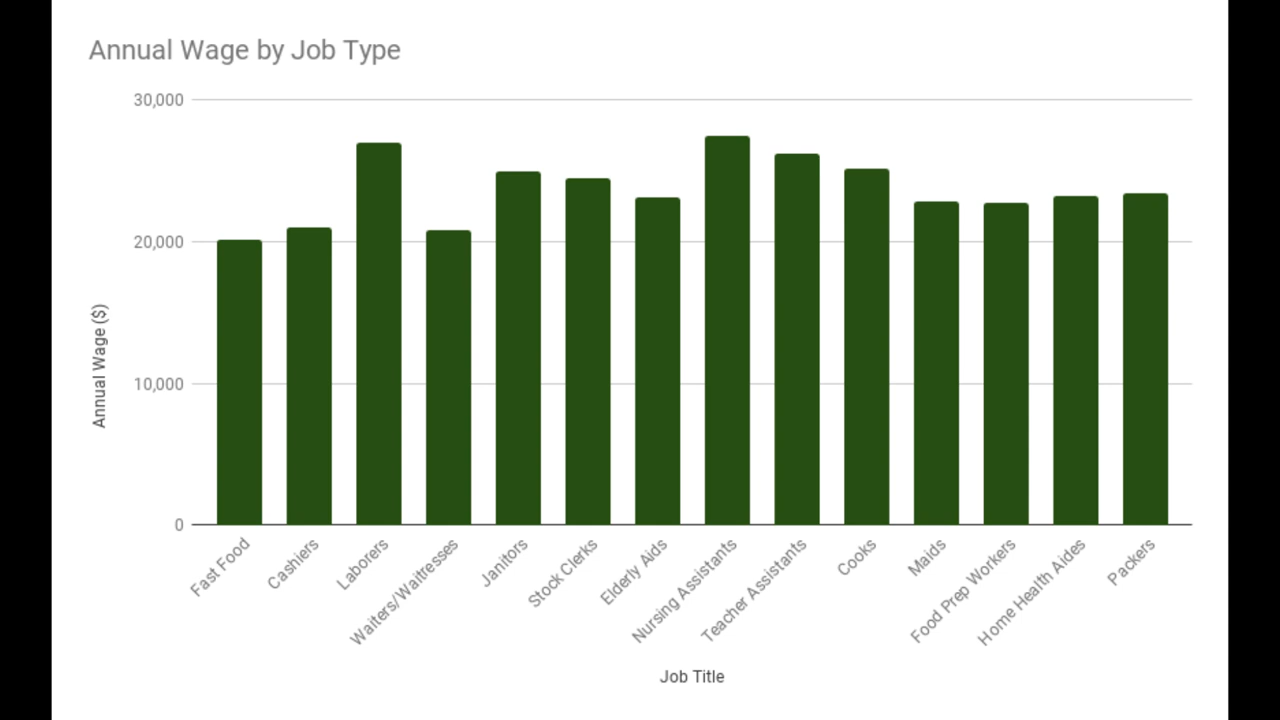 Annual Wage by Job Type
30,000
20,000
10,000
0
Annual Wage ($)
Fast Food
Cashiers
Laborers
Waiters/Waitresses
Janitors
Stock Clerks
Elderly Aids
Nursing Assistants
Teacher Assistants
Cooks
Maids
Food Prep Workers
Home Health Aides
Packers
Job Title